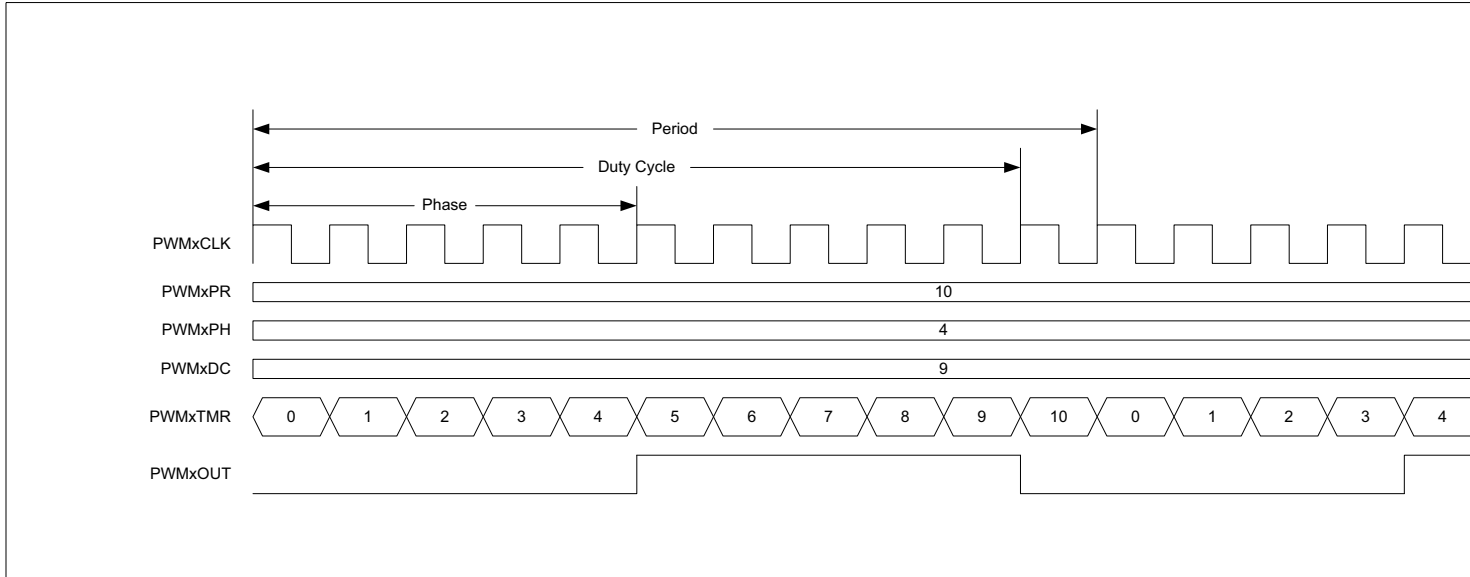 Period
Duty Cycle
Phase
PWMxCLK
PWMxPR 10
PWMxPH 4
PWMxDC 9
PWMxTMR 0 1 2 3 4 5 6 7 8 9 10 0 1 2 3 4
PWMxOUT